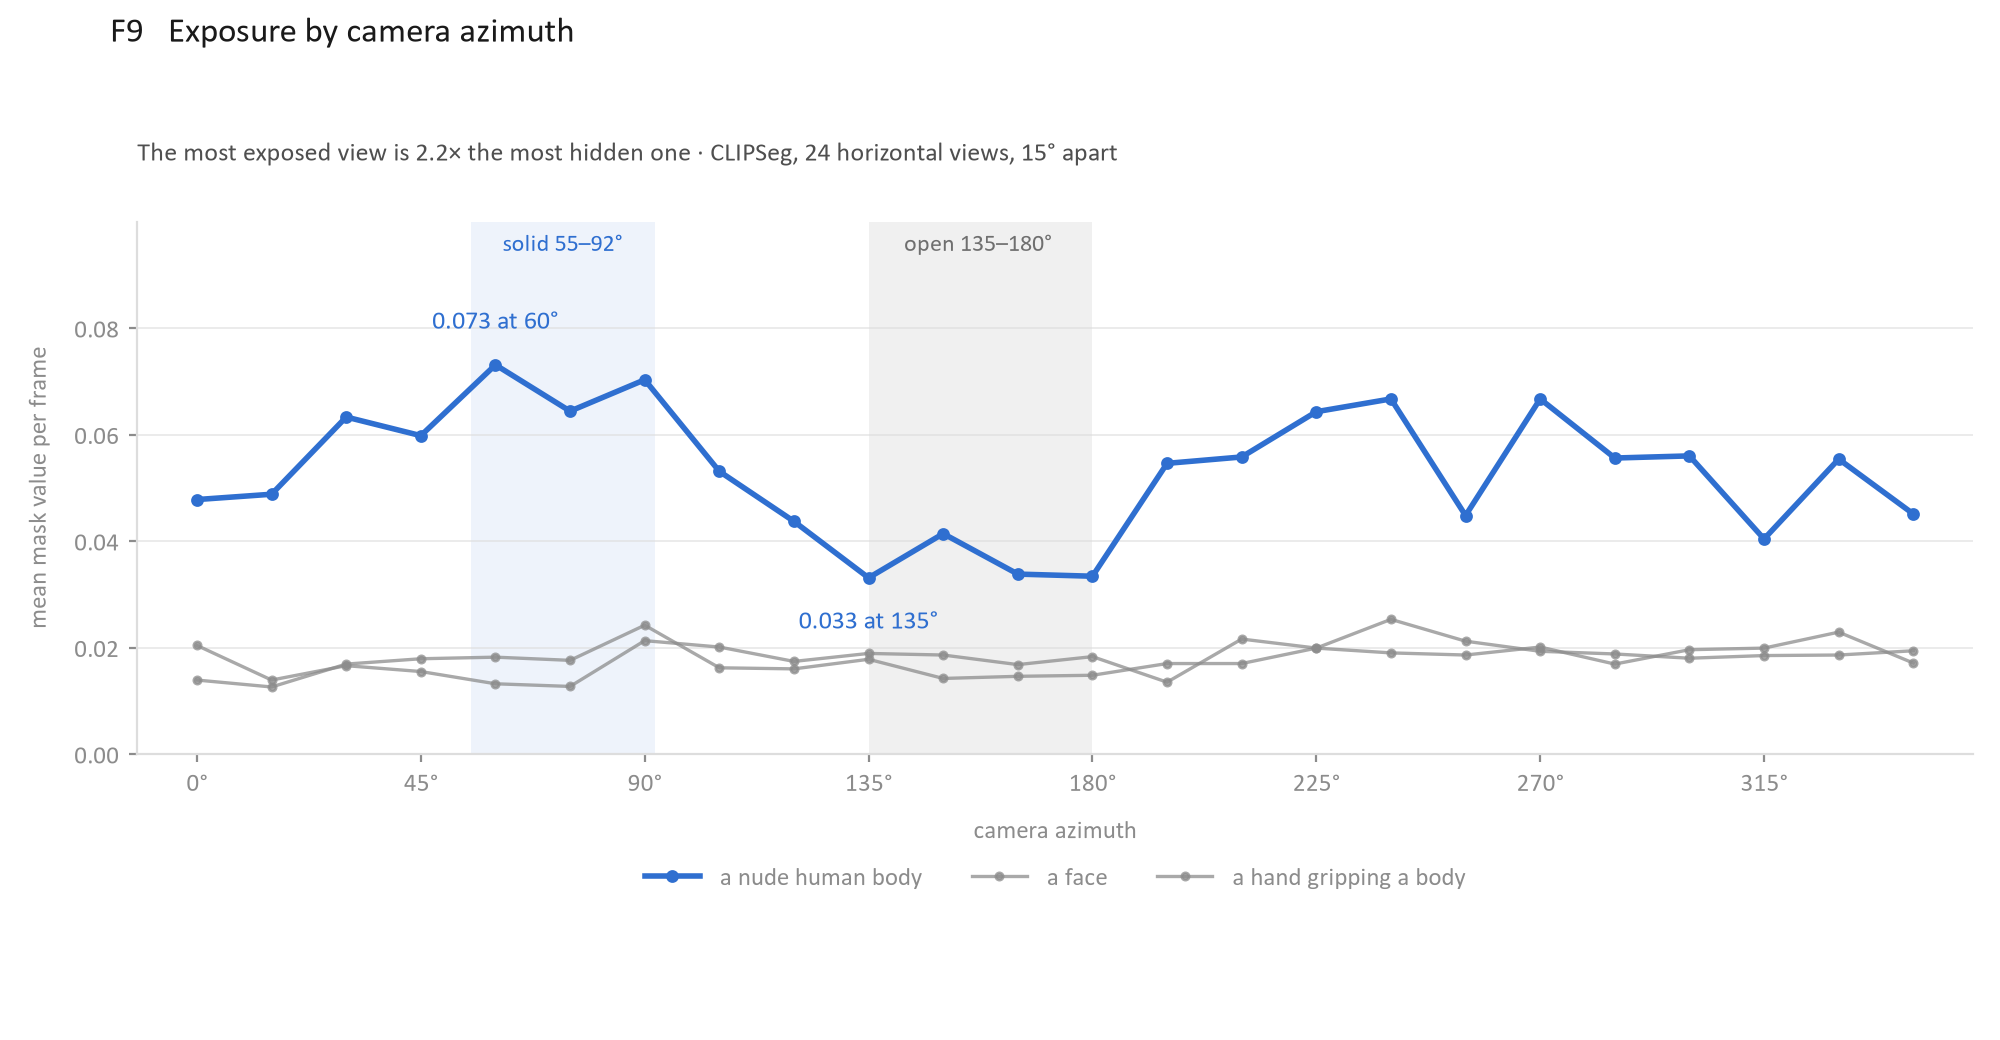 F9 Exposure by camera azimuth
The most exposed view is 2.2× the most hidden one · CLIPSeg, 24 horizontal views, 15° apart
solid 55–92°
open 135–180°
0.073 at 60°
0.033 at 135°
mean mask value per frame
0.08
0.06
0.04
0.02
0.00
0° 45° 90° 135° 180° 225° 270° 315°
camera azimuth
a nude human body a face a hand gripping a body